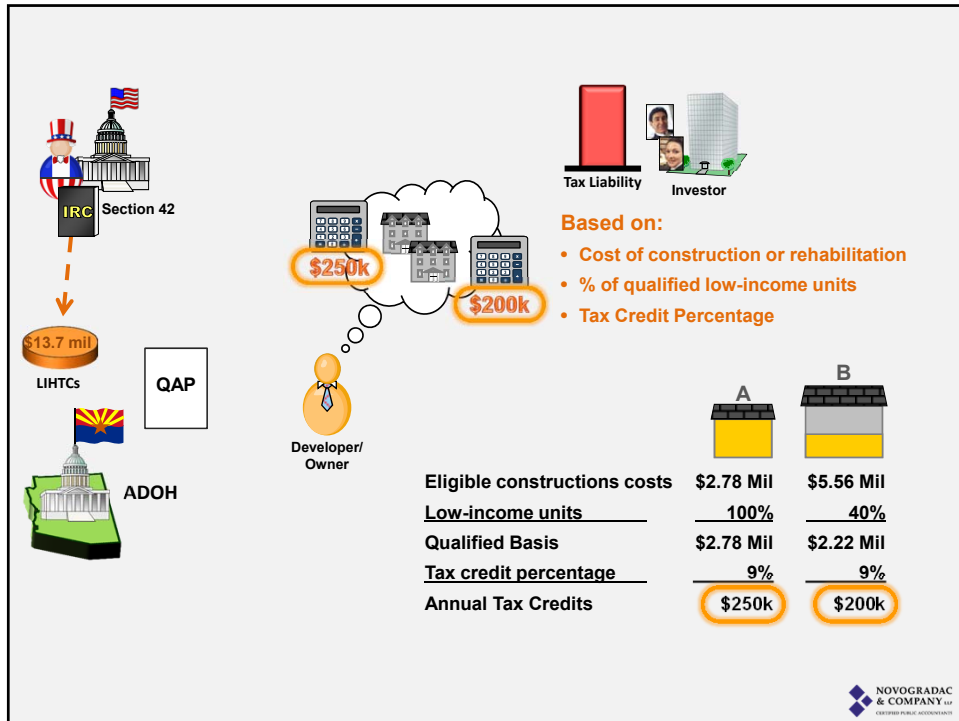 IRC
Section 42
$13.7 mil
LIHTCs
QAP
ADOH
$250k
$200k
Developer/
Owner
Tax Liability
Investor
Based on:
• Cost of construction or rehabilitation
• % of qualified low-income units
• Tax Credit Percentage
A B
Eligible constructions costs $2.78 Mil $5.56 Mil
Low-income units 100% 40%
Qualified Basis $2.78 Mil $2.22 Mil
Tax credit percentage 9% 9%
Annual Tax Credits $250k $200k
NOVOGRADAC
& COMPANY LLP
CERTIFIED PUBLIC ACCOUNTANTS